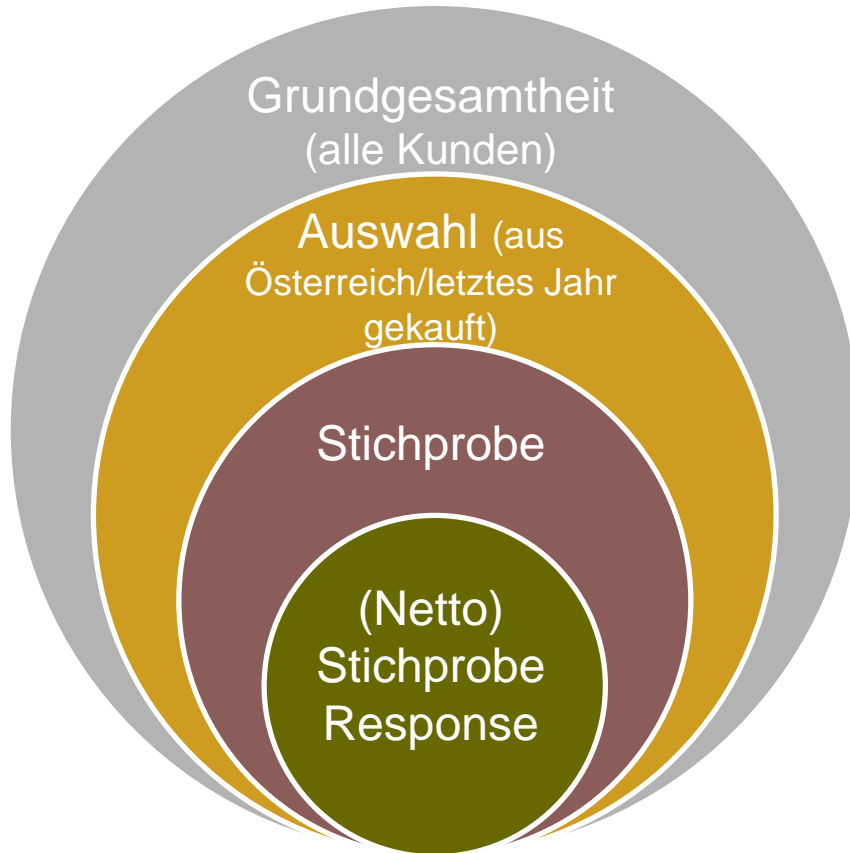 Grundgesamtheit
(alle Kunden)
Auswahl (aus
Österreich/letztes Jahr
gekauft)
Stichprobe
(Netto)
Stichprobe
Response